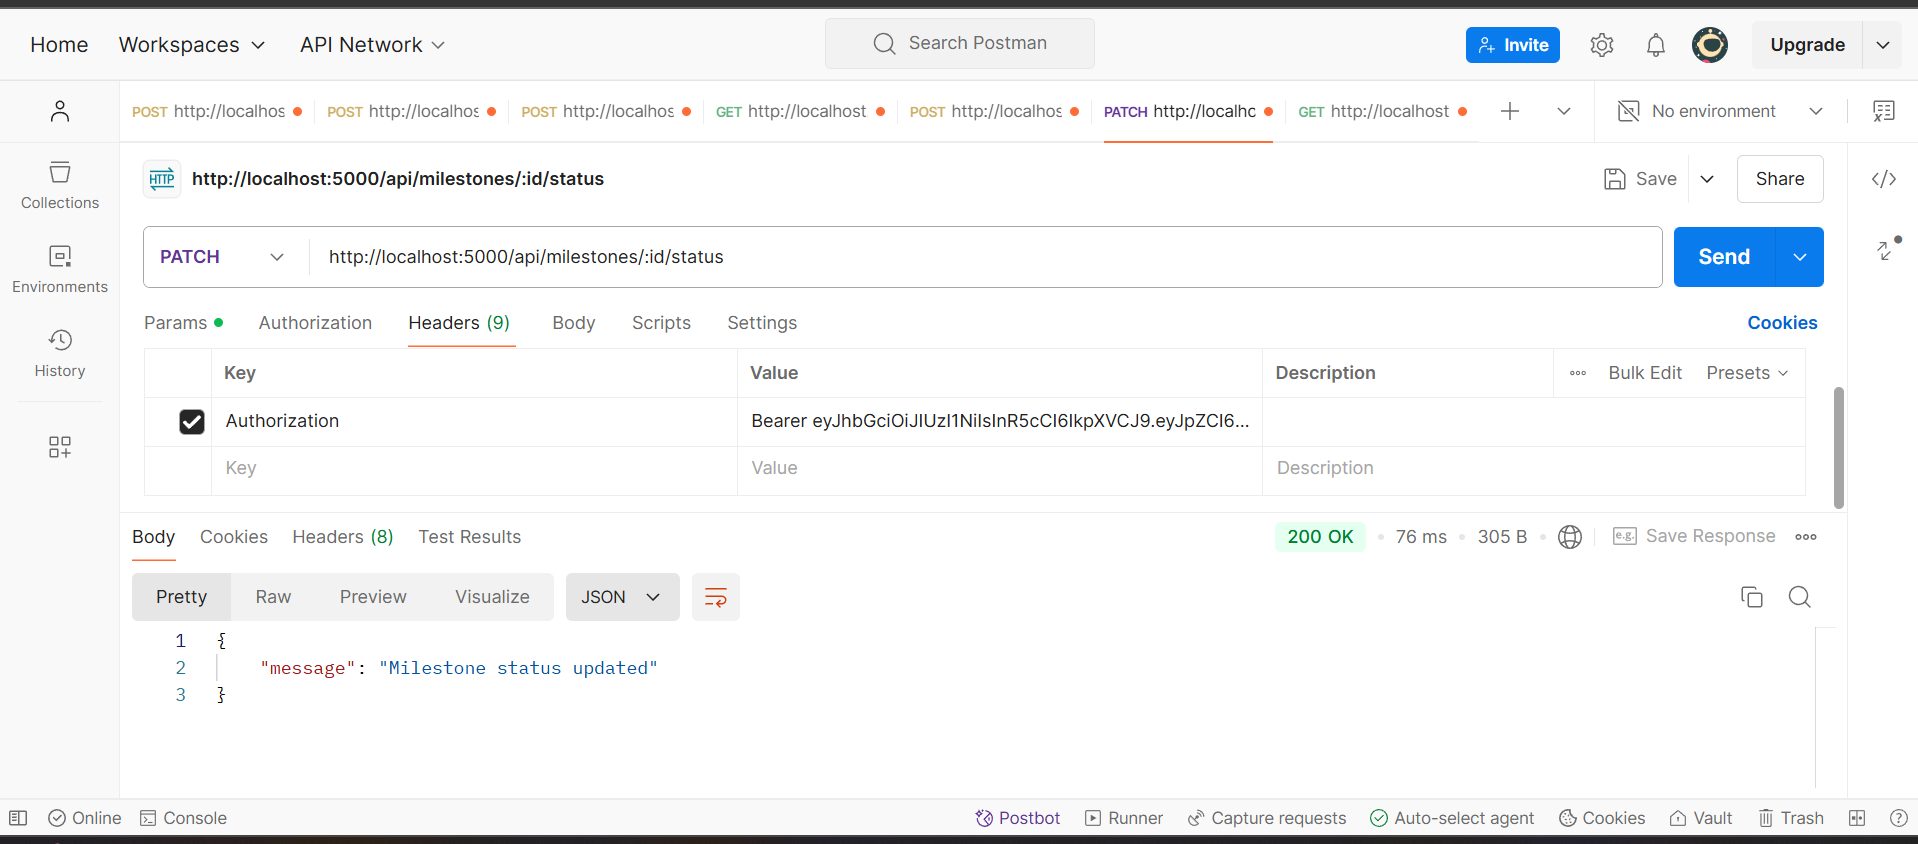 Home Workspaces API Network Search Postman Invite Upgrade
POST http://localhos POST http://localhos POST http://localhos GET http://localhost POST http://localhos PATCH http://localhc GET http://localhost No environment
HTTP http://localhost:5000/api/milestones/:id/status Save Share
Collections
PATCH http://localhost:5000/api/milestones/:id/status Send
Environments
Params Authorization Headers (9) Body Scripts Settings Cookies
History
Key Value Description Bulk Edit Presets
Authorization Bearer eyJhbGciOiJIUzI1NiIsInR5cCI6IkpXVCJ9.eyJpZCI6...
Key Value Description
Body Cookies Headers (8) Test Results 200 OK 76 ms 305 B e.g. Save Response
Pretty Raw Preview Visualize JSON
1 {
2 "message": "Milestone status updated"
3 }
Online Console Postbot Runner Capture requests Auto-select agent Cookies Vault Trash